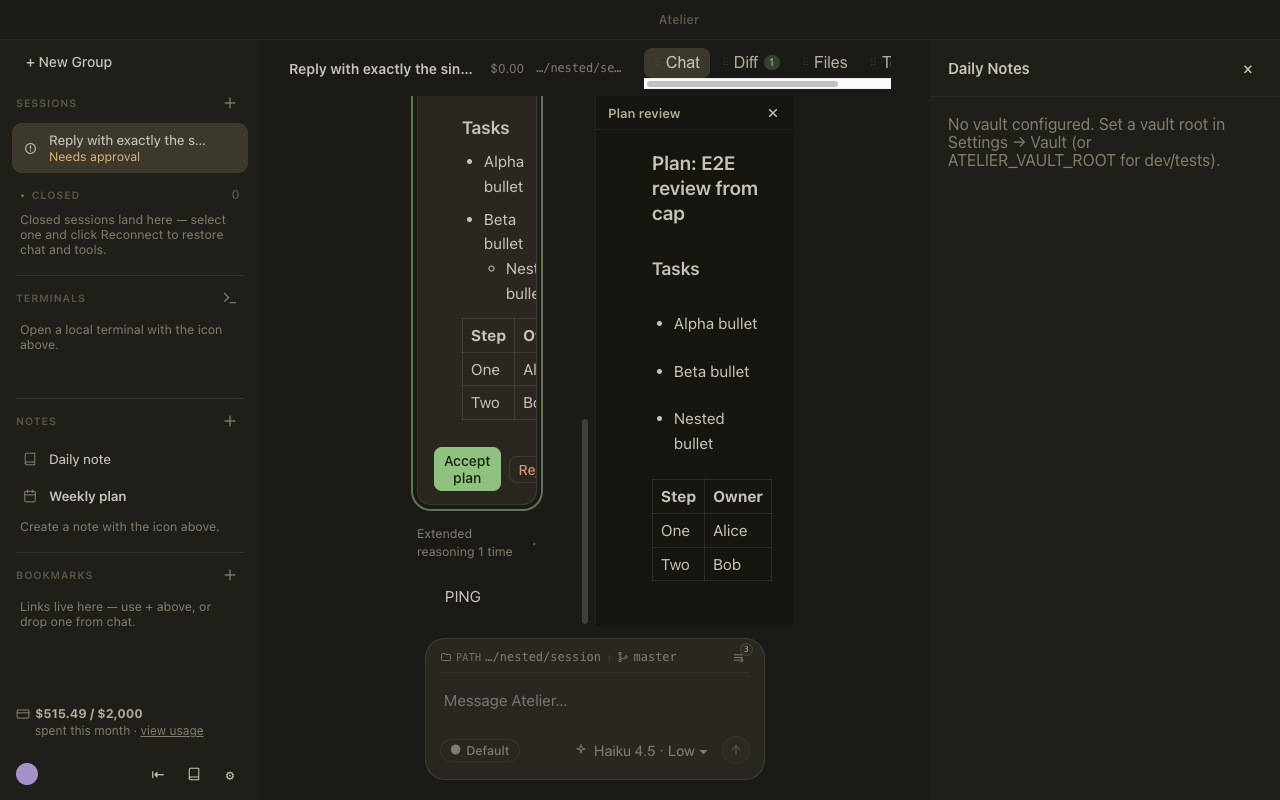 Atelier
+ New Group
SESSIONS
Reply with exactly the s...
Needs approval
CLOSED 0
Closed sessions land here — select
one and click Reconnect to restore
chat and tools.
TERMINALS
Open a local terminal with the icon
above.
NOTES
Daily note
Weekly plan
Create a note with the icon above.
BOOKMARKS
Links live here — use + above, or
drop one from chat.
$515.49 / $2,000
spent this month · view usage
Reply with exactly the sin... $0.00 …/nested/se…
Chat Diff 1 Files
Tasks
• Alpha
bullet
• Beta
bullet
Step
One
Two
Accept
plan
Extended
reasoning 1 time
PING
Plan review ×
Plan: E2E
review from
cap
Tasks
• Alpha bullet
• Beta bullet
• Nested
bullet
Step Owner
One Alice
Two Bob
PATH …/nested/session › master 3
Message Atelier...
Default Haiku 4.5 · Low
Daily Notes ×
No vault configured. Set a vault root in
Settings → Vault (or
ATELIER_VAULT_ROOT for dev/tests).